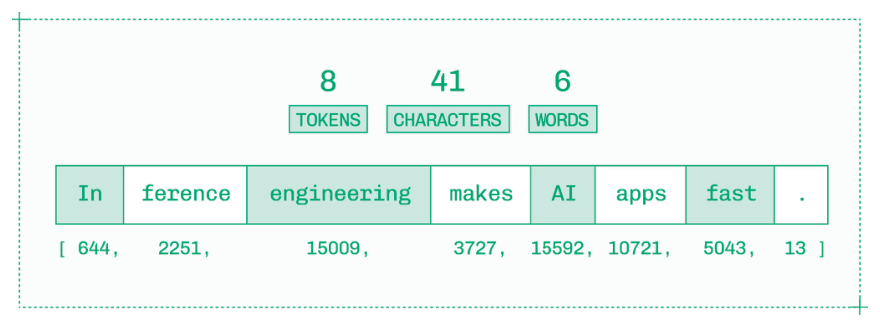 8 41 6
TOKENS CHARACTERS WORDS
In ference engineering makes AI apps fast .
[ 644, 2251, 15009, 3727, 15592, 10721, 5043, 13 ]